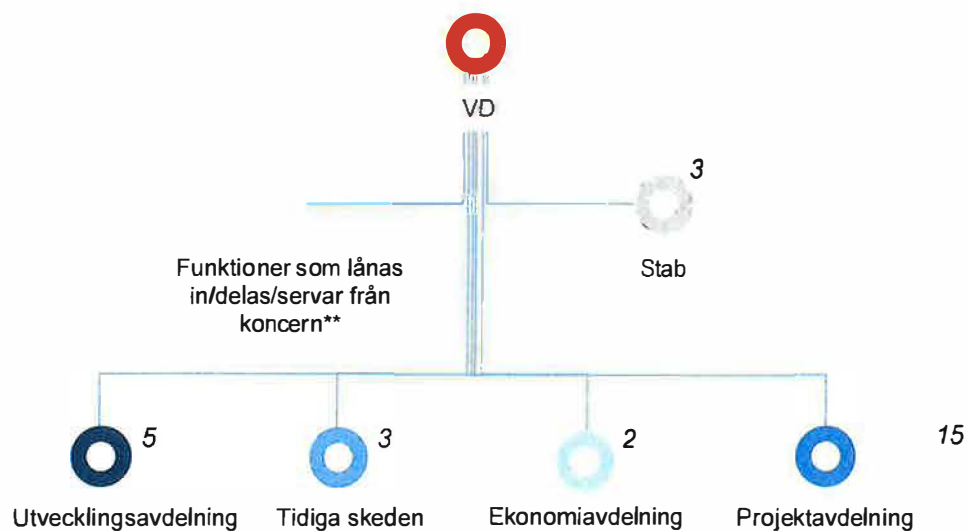 VD
3
Funktioner som lånas
in/delas/servar från
koncern**
Stab
5
3
2
15
Utvecklingsavdelning
Tidiga skeden
Ekonomiavdelning
Projektavdelning